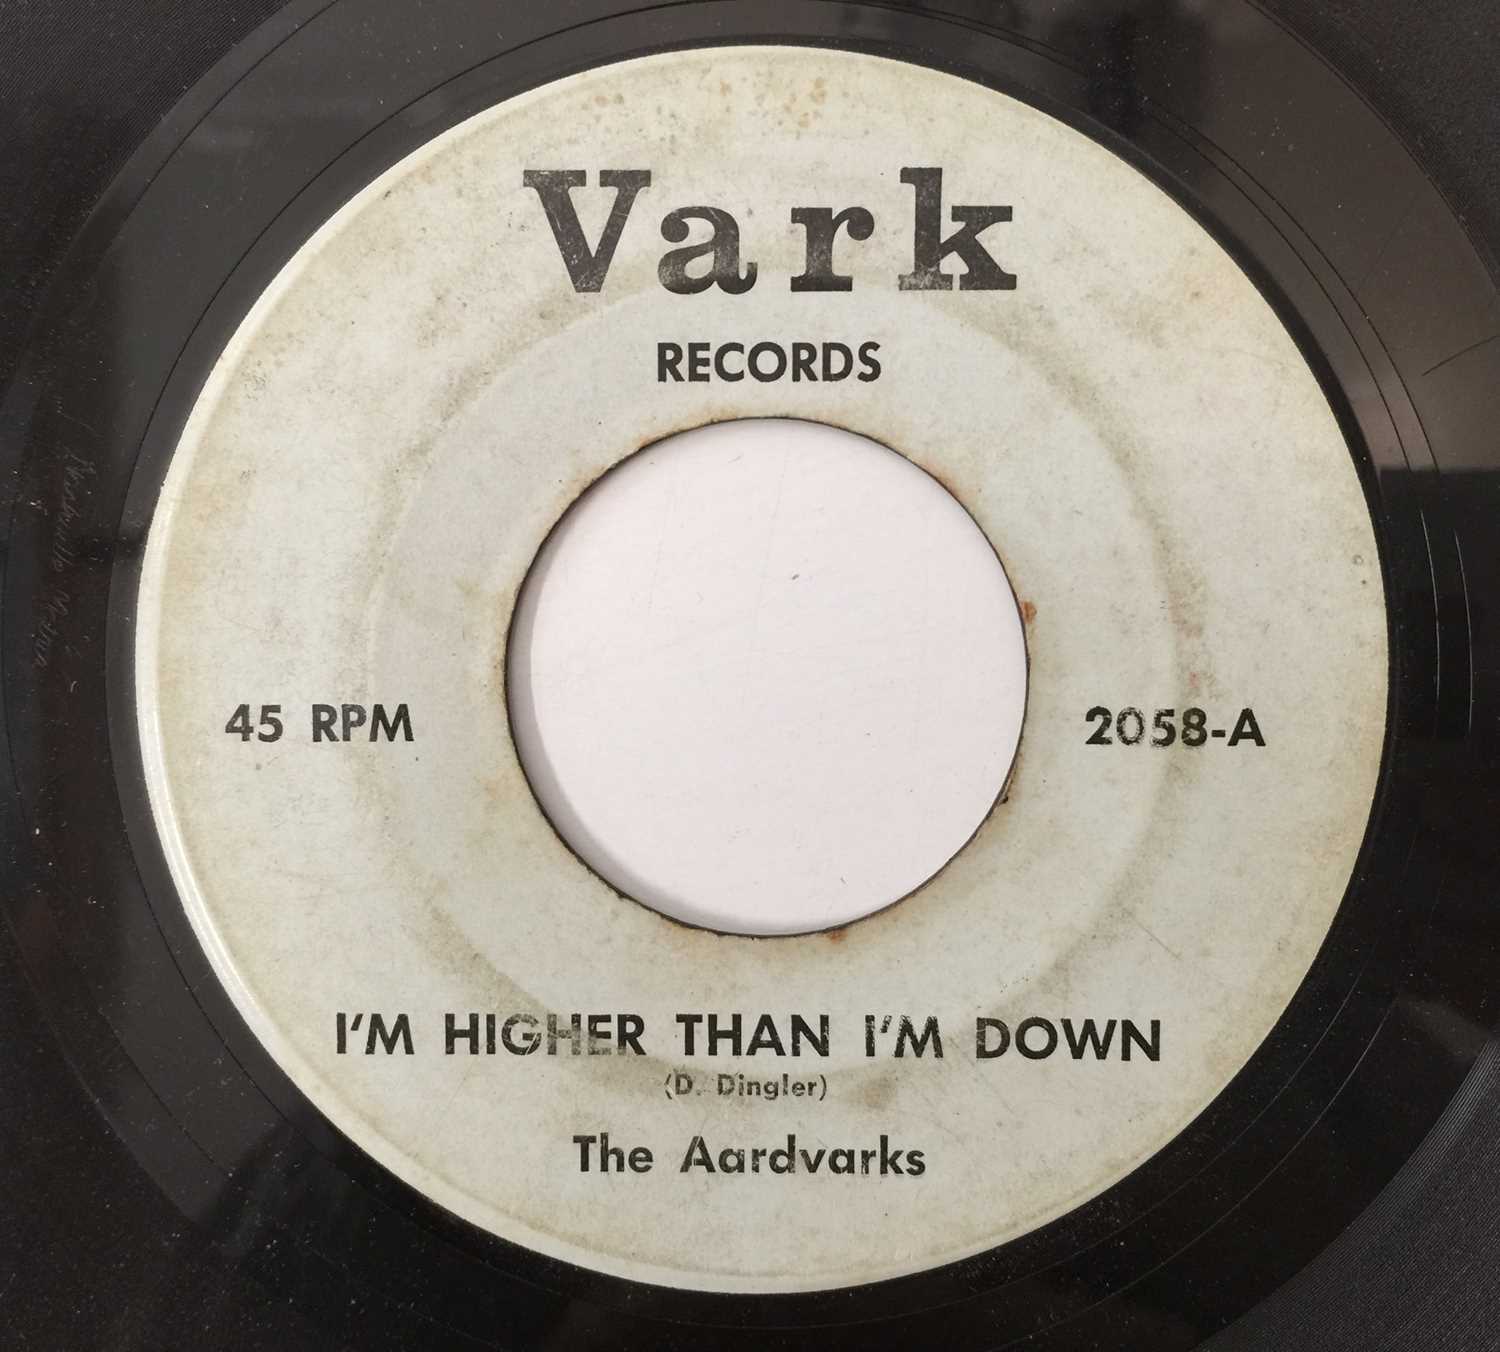 Vark
RECORDS
45 RPM
2058-A
I'M HIGHER THAN I'M DOWN
(D. Dingler)
The Aardvarks